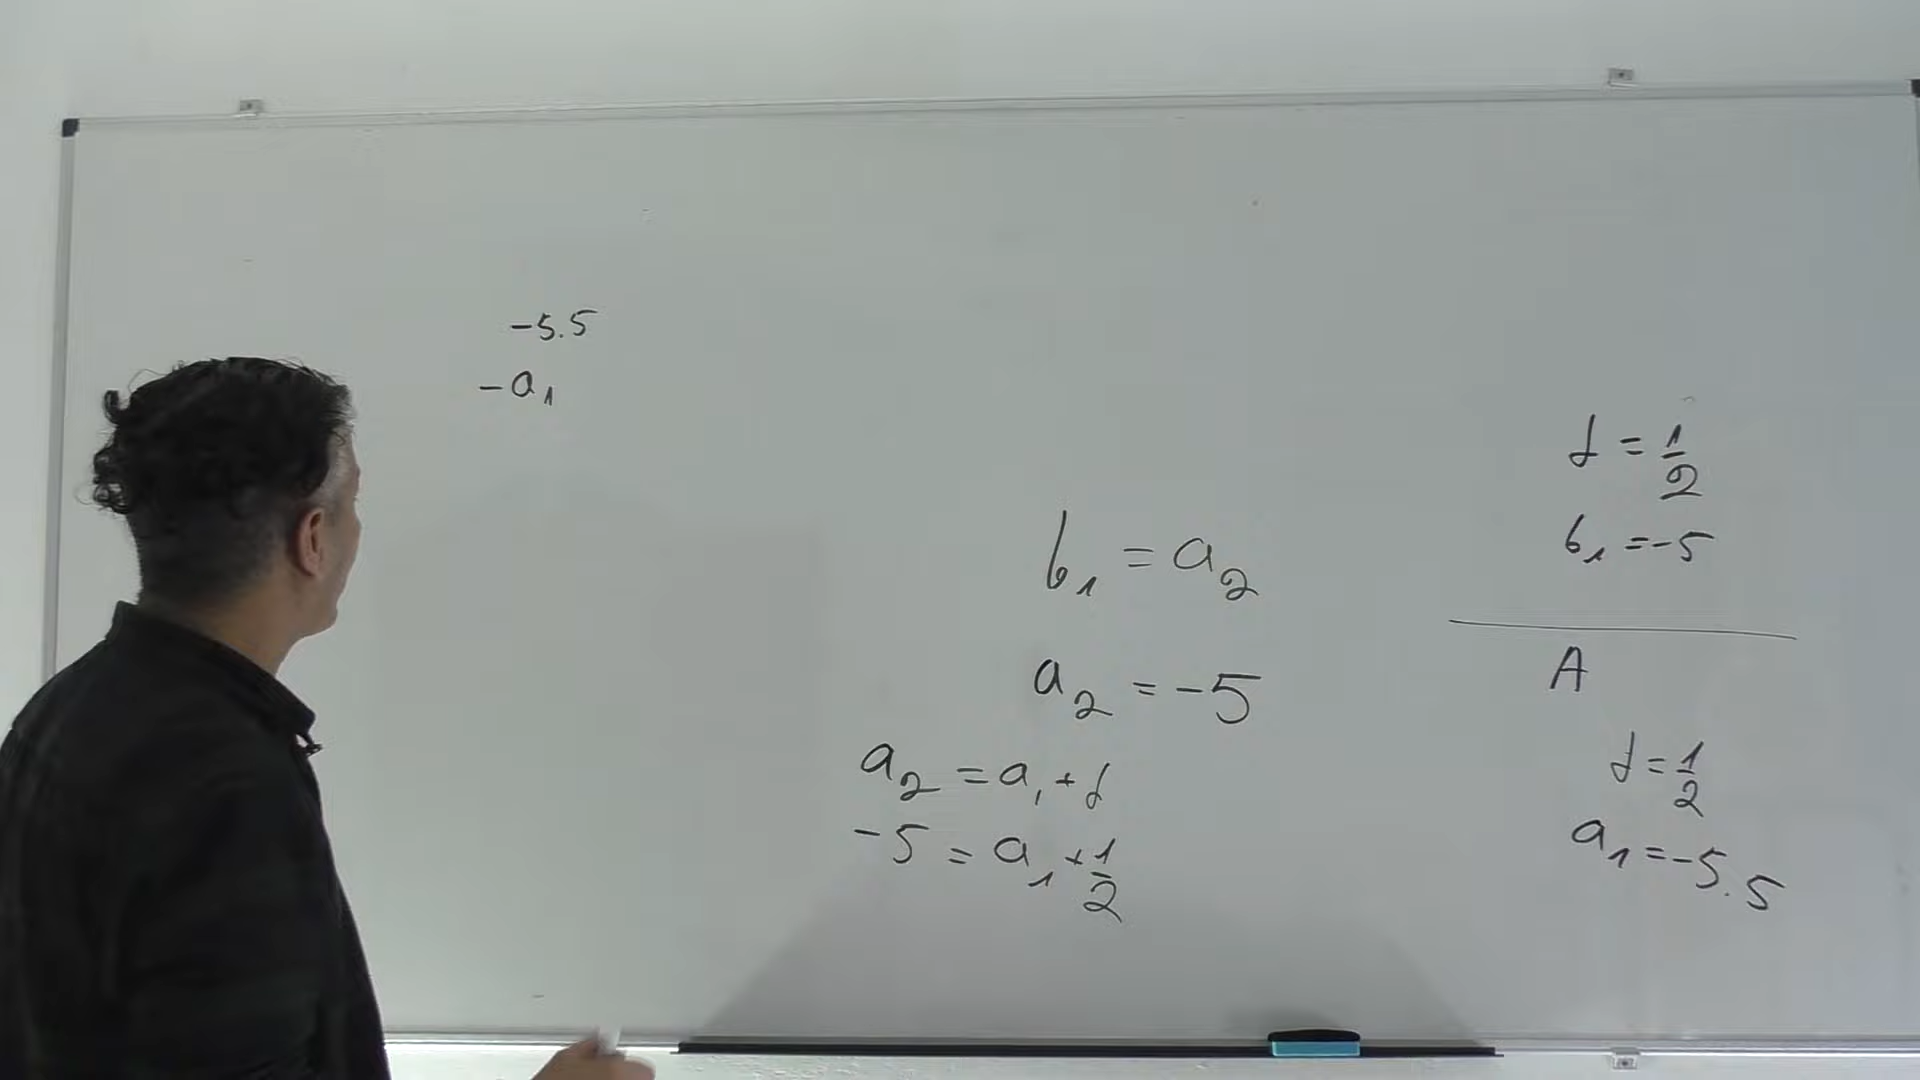 -5.5
-a₁
b₁ = a₂
a₂ = -5
a₂ = a₁ + d
-5 = a₁ + 1/2
d = 1/2
b₁ = -5
A
d = 1/2
a₁ = -5.5